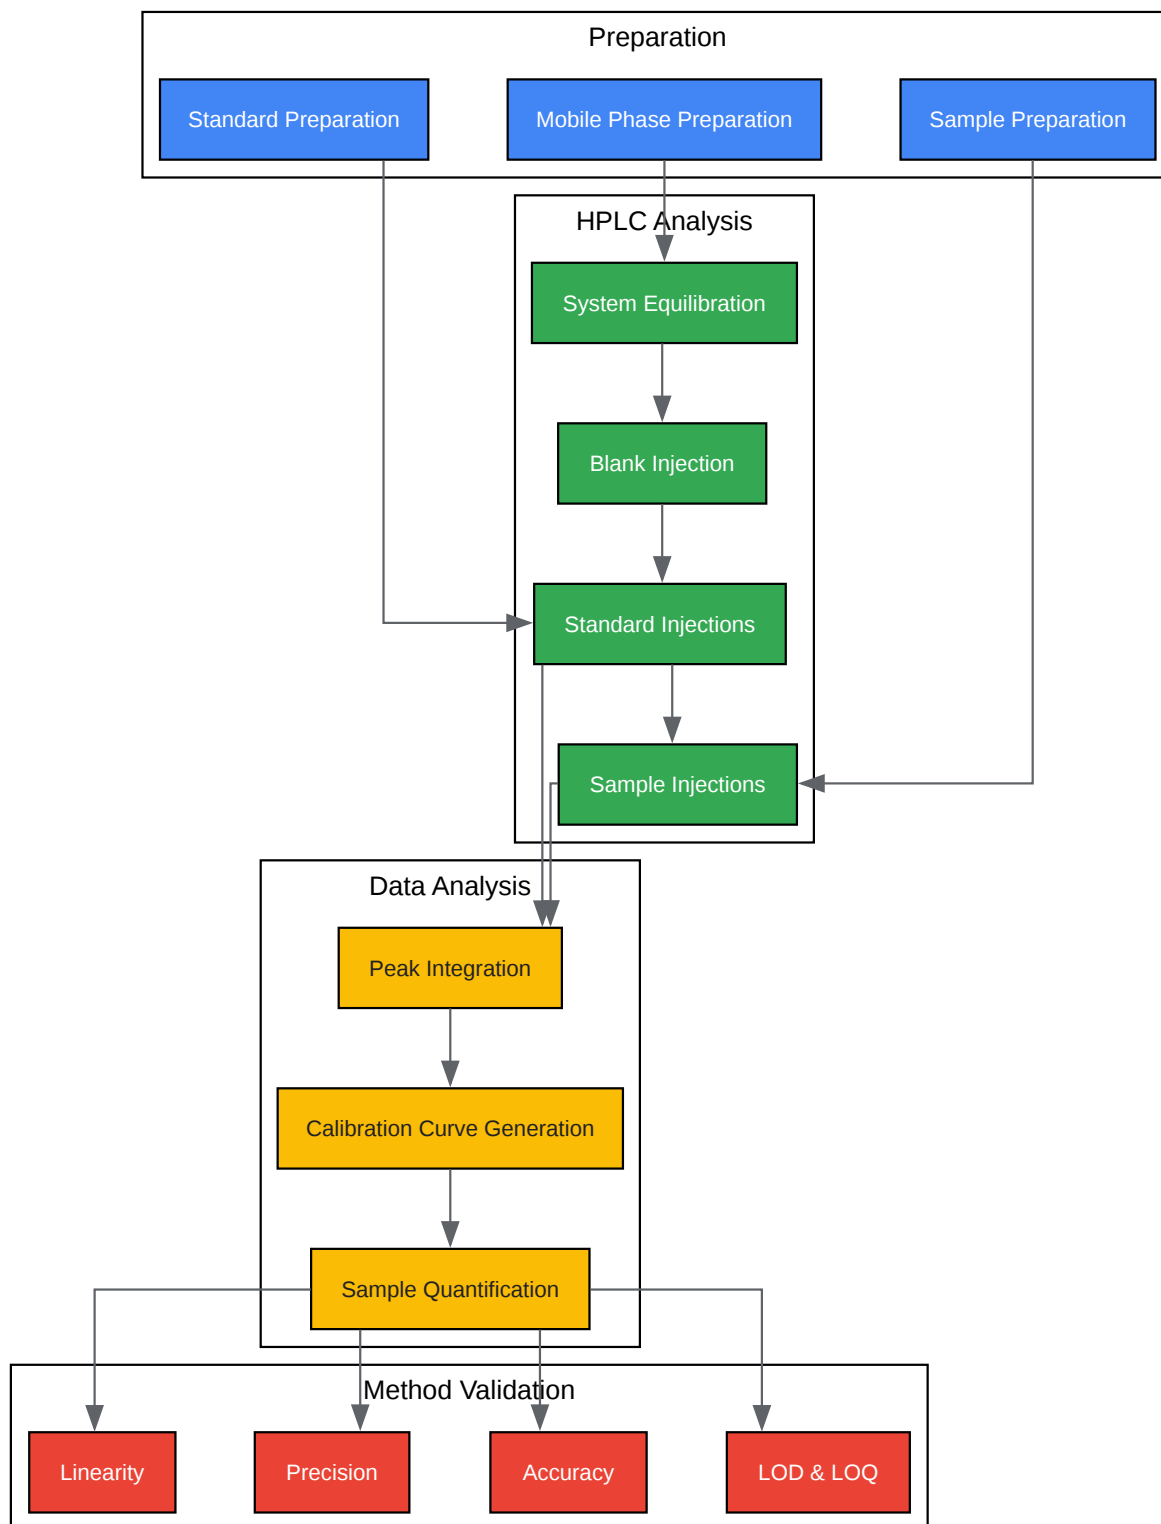 Preparation
Standard Preparation
Mobile Phase Preparation
Sample Preparation
HPLC Analysis
System Equilibration
Blank Injection
Standard Injections
Sample Injections
Data Analysis
Peak Integration
Calibration Curve Generation
Sample Quantification
Method Validation
Linearity
Precision
Accuracy
LOD & LOQ